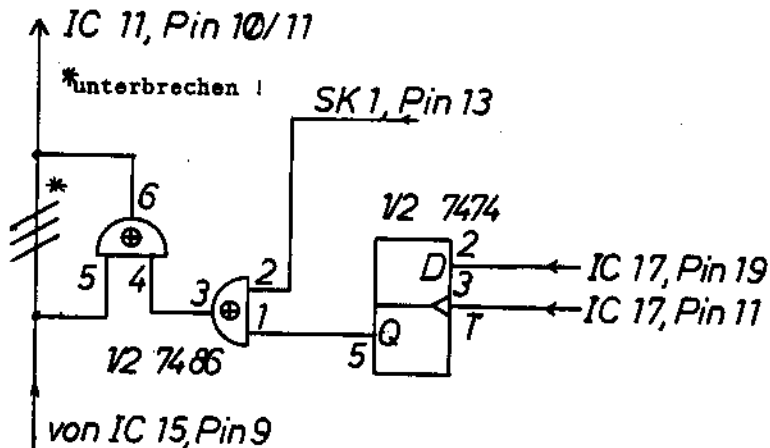 IC 11, Pin 10/11
*unterbrechen !
SK 1, Pin 13
*
6
1/2 7474
5 4
3
2
1
D
2
3
IC 17, Pin 19
IC 17, Pin 11
T
5
Q
1/2 7486
von IC 15, Pin 9